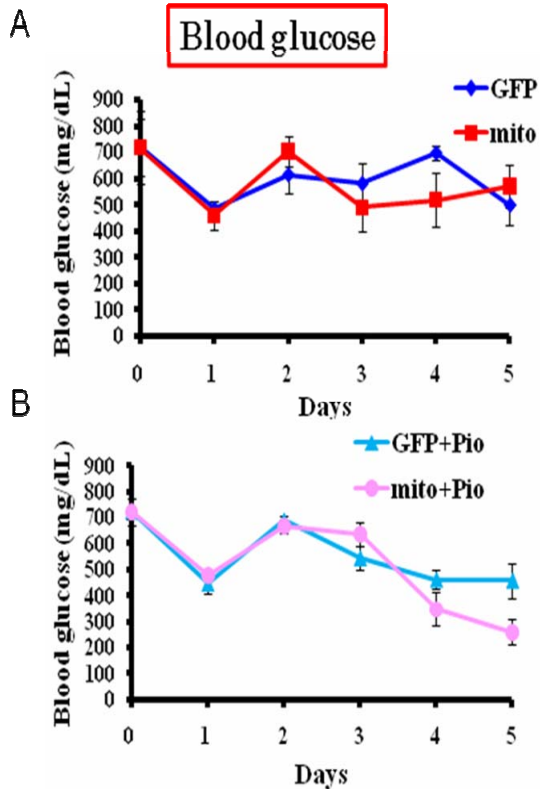 A
Blood glucose
GFP
mito
Blood glucose (mg/dL)
900
800
700
600
500
400
300
200
100
0
0 1 2 3 4 5
Days
B
GFP+Pio
mito+Pio
Blood glucose (mg/dL)
900
800
700
600
500
400
300
200
100
0
0 1 2 3 4 5
Days